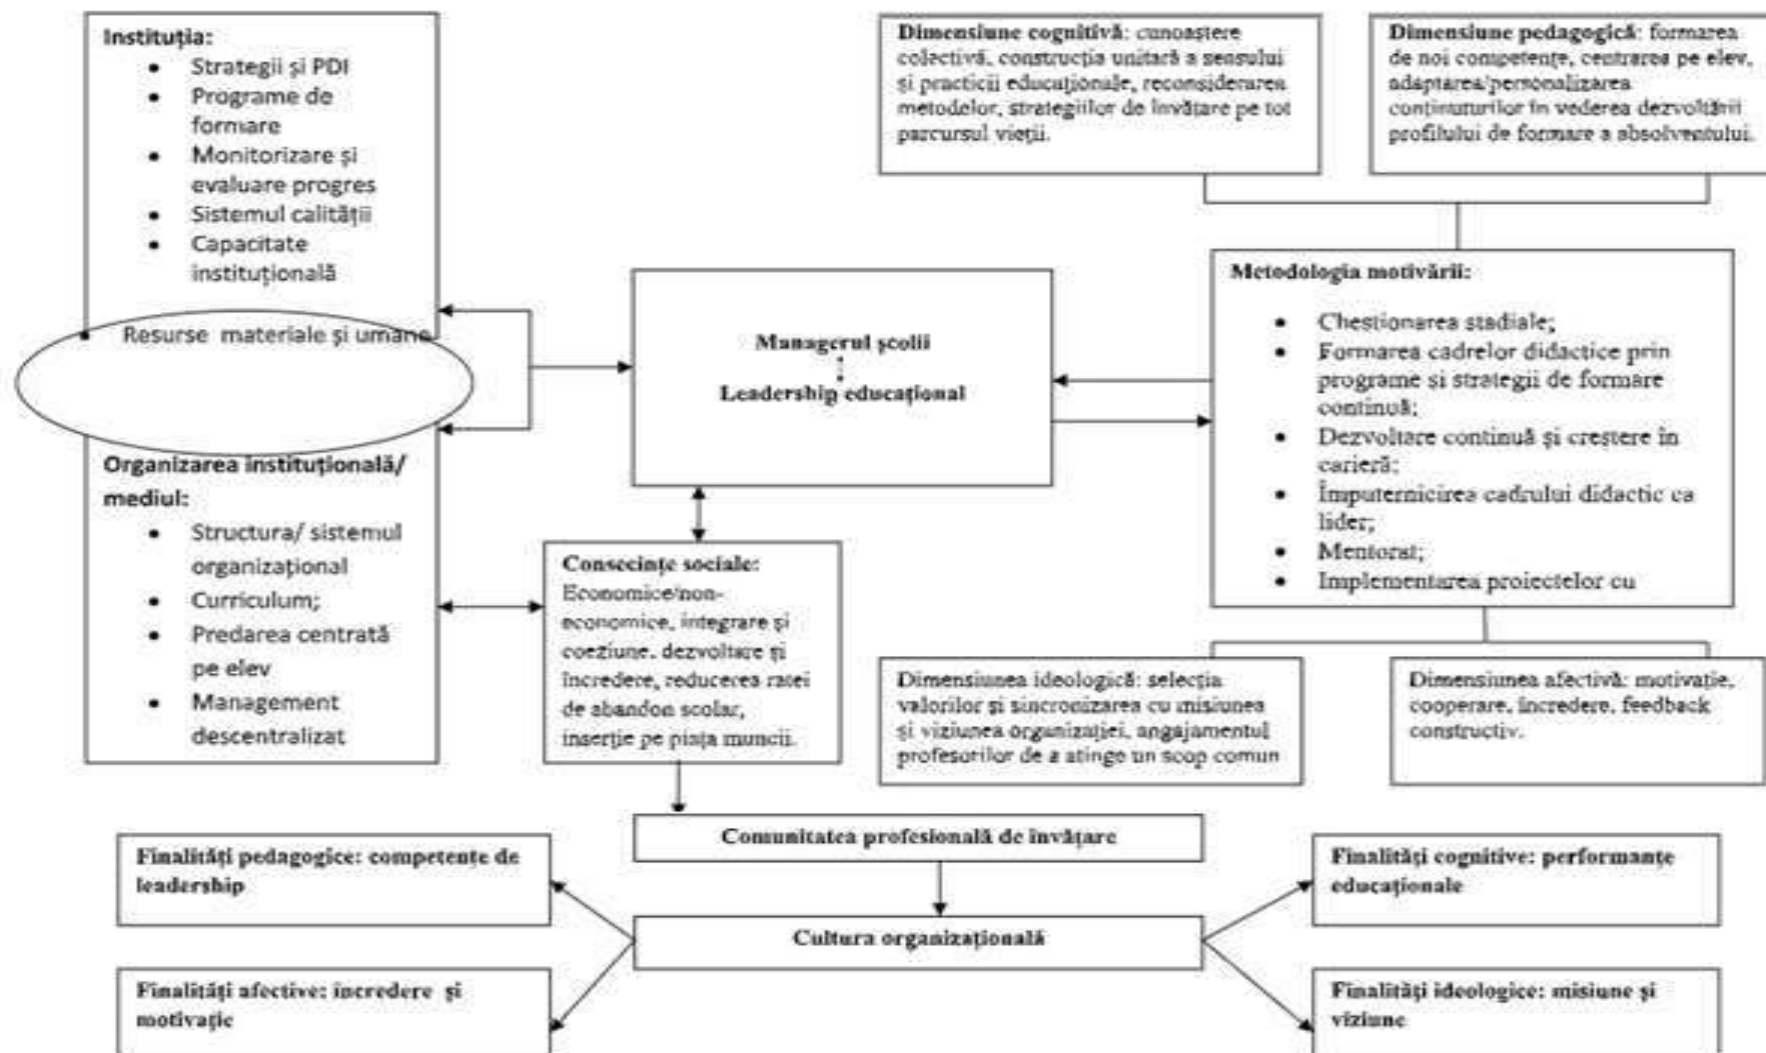 Instituția:
• Strategii și PDI
• Programe de
formare
• Monitorizare și
evaluare progres
• Sistemul calității
• Capacitate
instituțională
• Resurse materiale și umane
Organizarea instituțională/
mediul:
• Structura/ sistemul
organizațional
• Curriculum;
• Predarea centrată
pe elev
• Management
descentralizat
Dimensiune cognitivă: cunoaștere
colectivă, construcția unitară a sensului
și practicii educaționale, reconsiderarea
metodelor, strategiilor de învățare pe tot
parcursul vieții.
Dimensiune pedagogică: formarea
de noi competențe, centrarea pe elev,
adaptarea/personalizarea
conținuturilor în vederea dezvoltării
profilului de formare a absolventului.
Managerul școlii
Leadership educațional
Metodologia motivării:
• Chestionarea stadiale;
• Formarea cadrelor didactice prin
programe și strategii de formare
continuă;
• Dezvoltare continuă și creștere în
carieră;
• Împuternicirea cadrului didactic ca
lider;
• Mentorat;
• Implementarea proiectelor cu
Consecințe sociale:
Economice/non-
economice, integrare și
coeziune, dezvoltare și
încredere, reducerea ratei
de abandon școlar,
inserție pe piața muncii.
Dimensiunea ideologică: selecția
valorilor și sincronizarea cu misiunea
și viziunea organizației, angajamentul
profesorilor de a atinge un scop comun
Dimensiunea afectivă: motivație,
cooperare, încredere, feedback
constructiv.
Comunitatea profesională de învățare
Finalități pedagogice: competențe de
leadership
Finalități cognitive: performanțe
educaționale
Cultura organizațională
Finalități afective: încredere și
motivație
Finalități ideologice: misiune și
viziune